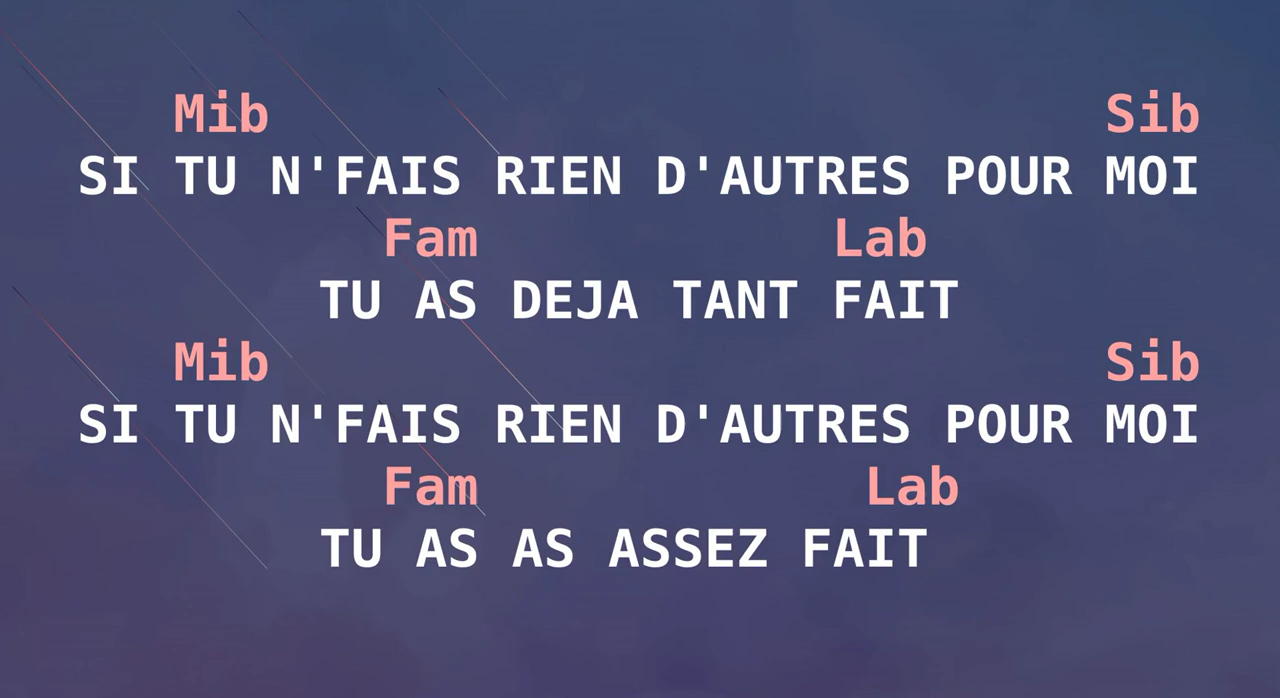 Mib Sib
SI TU N'FAIS RIEN D'AUTRES POUR MOI
Fam Lab
TU AS DEJA TANT FAIT
Mib Sib
SI TU N'FAIS RIEN D'AUTRES POUR MOI
Fam Lab
TU AS AS ASSEZ FAIT